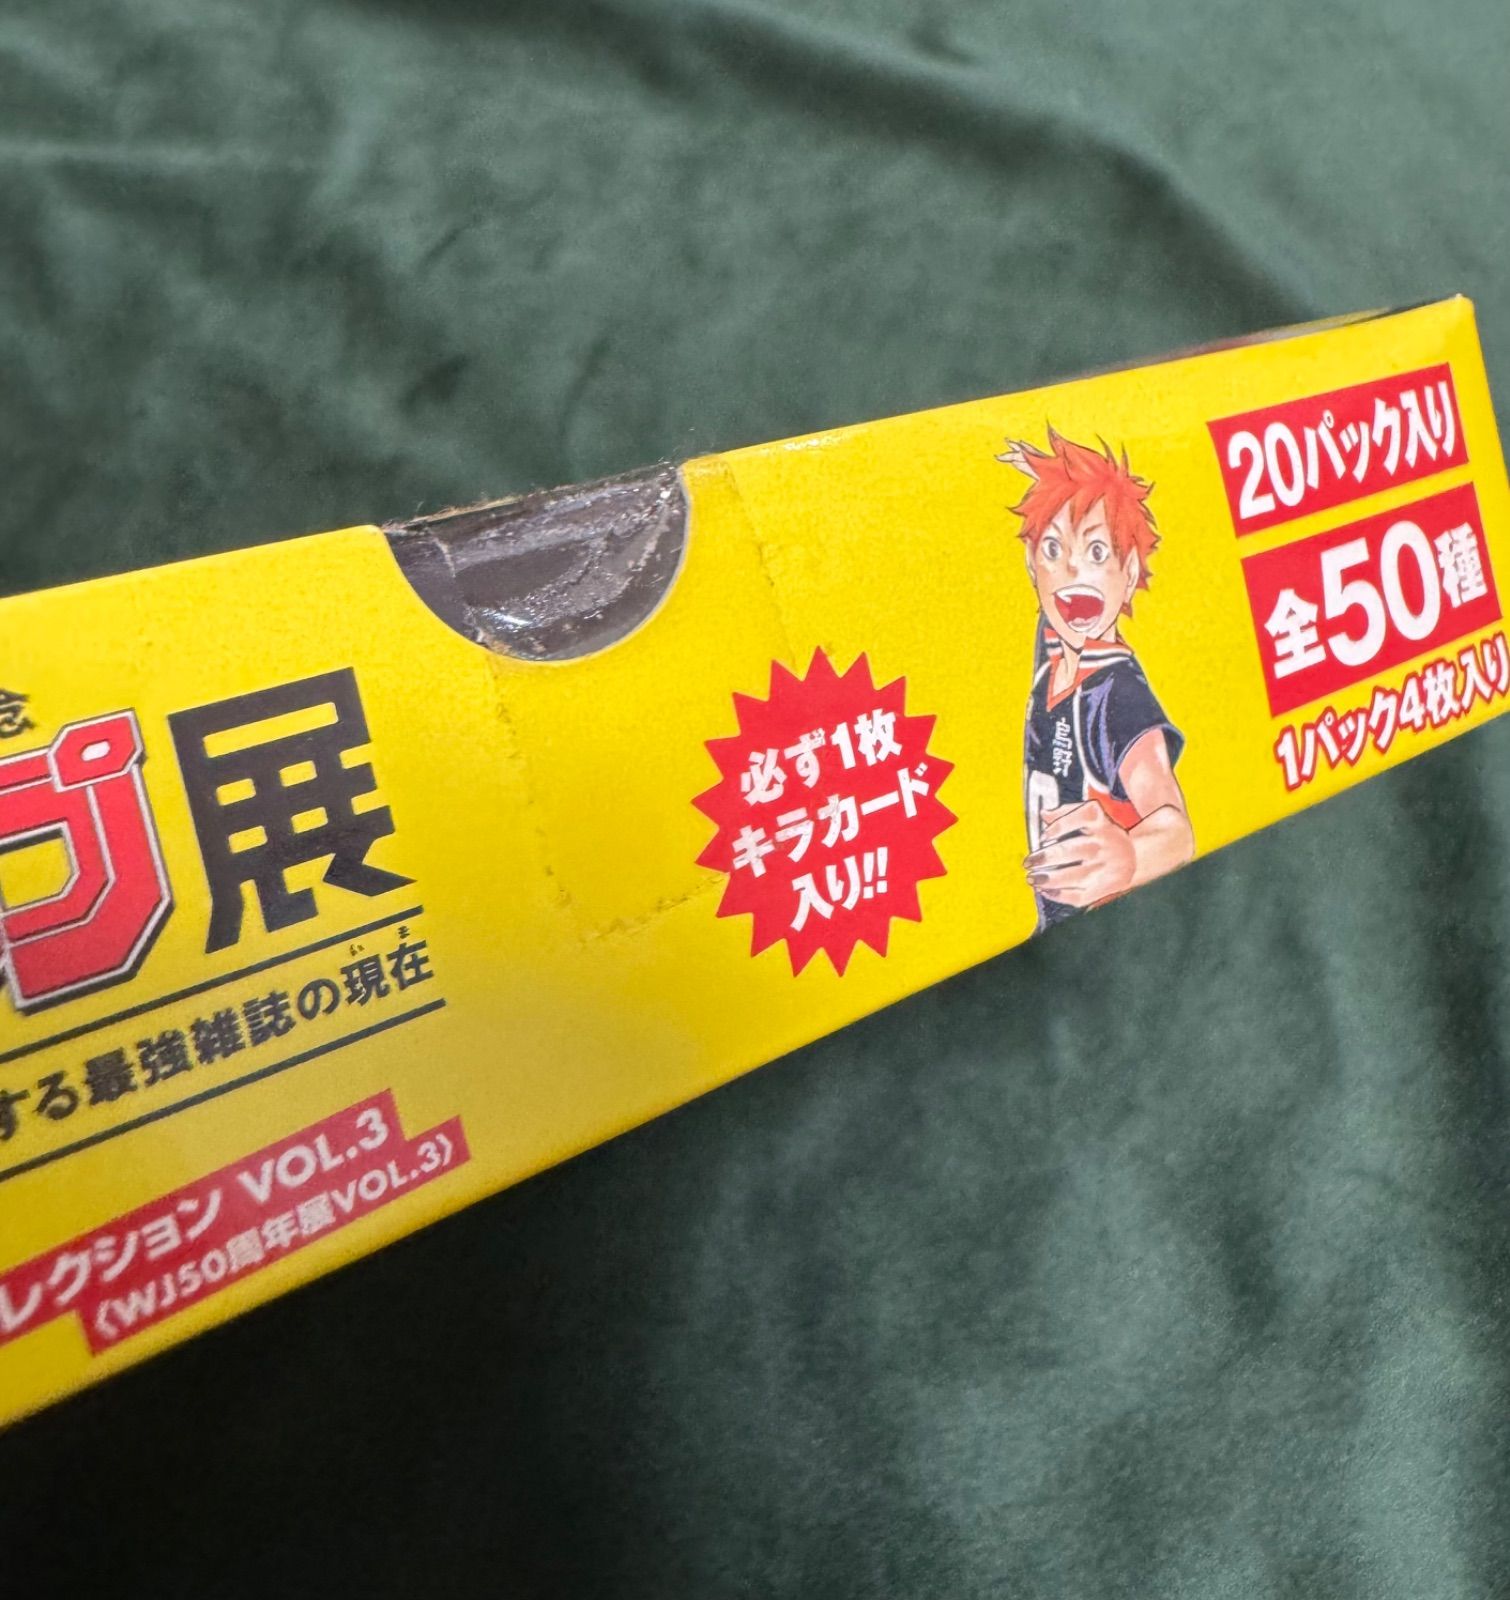 念
プ展
する最強雑誌の現在
レクション VOL.3
〈WJ50周年展VOL.3〉
必ず1枚
キラカード
入り!!
烏野
20パック入り
全50種
1パック4枚入り